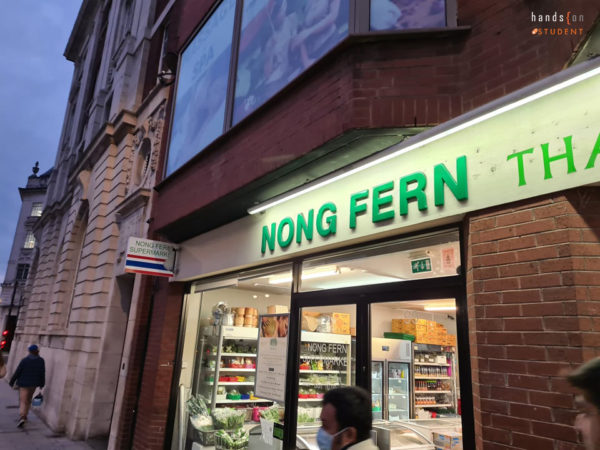 hands(on
STUDENT
NONG FERN THA
NONG FERN
SUPERMARKET
NONG FERN